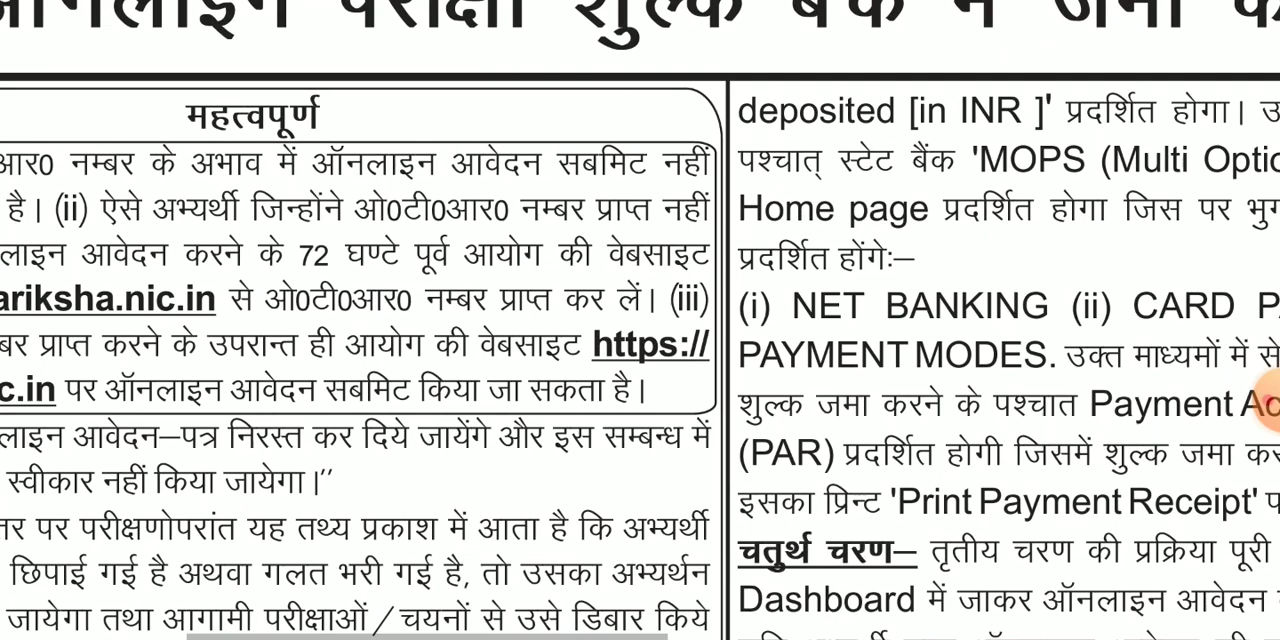 ऑनलाइन परीक्षा शुल्क बैंक में जमा
महत्वपूर्ण
आर0 नम्बर के अभाव में ऑनलाइन आवेदन सबमिट नहीं
है। (ii) ऐसे अभ्यर्थी जिन्होंने ओ0टी0आर0 नम्बर प्राप्त नहीं
लाइन आवेदन करने के 72 घण्टे पूर्व आयोग की वेबसाइट
ariksha.nic.in से ओ0टी0आर0 नम्बर प्राप्त कर लें। (iii)
बर प्राप्त करने के उपरान्त ही आयोग की वेबसाइट https://
c.in पर ऑनलाइन आवेदन सबमिट किया जा सकता है।
लाइन आवेदन–पत्र निरस्त कर दिये जायेंगे और इस सम्बन्ध में
स्वीकार नहीं किया जायेगा।’’
तर पर परीक्षणोपरांत यह तथ्य प्रकाश में आता है कि अभ्यर्थी
छिपाई गई है अथवा गलत भरी गई है, तो उसका अभ्यर्थन
जायेगा तथा आगामी परीक्षाओं / चयनों से उसे डिबार किये
deposited [in INR ]' प्रदर्शित होगा।
पश्चात् स्टेट बैंक 'MOPS (Multi
Home page प्रदर्शित होगा जिस पर
प्रदर्शित होंगेः–
(i) NET BANKING (ii) CARD
PAYMENT MODES. उक्त माध्यमों में से
शुल्क जमा करने के पश्चात Payment
(PAR) प्रदर्शित होगी जिसमें शुल्क जमा
इसका प्रिन्ट 'Print Payment Receipt'
चतुर्थ चरण– तृतीय चरण की प्रक्रिया पूरी
Dashboard में जाकर ऑनलाइन आवेदन